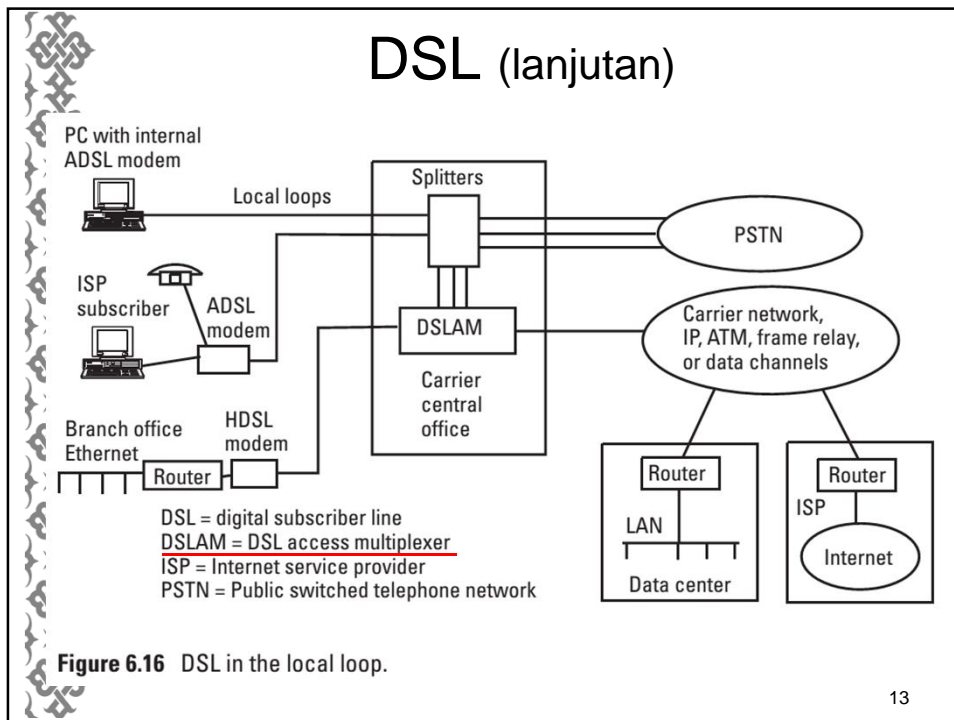 DSL (lanjutan)
PC with internal
ADSL modem
Local loops
Splitters
PSTN
ISP
subscriber
ADSL
modem
DSLAM
Carrier network,
IP, ATM, frame relay,
or data channels
Carrier
central
office
Branch office
Ethernet
HDSL
modem
Router
Router
LAN
Data center
Router
ISP
Internet
DSL = digital subscriber line
DSLAM = DSL access multiplexer
ISP = Internet service provider
PSTN = Public switched telephone network
Figure 6.16 DSL in the local loop.
13